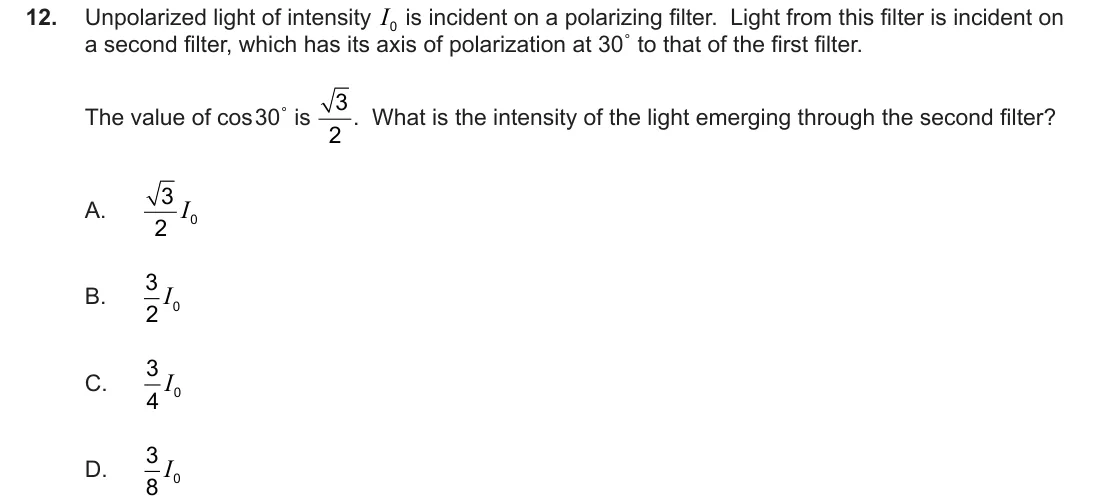 12. Unpolarized light of intensity I₀ is incident on a polarizing filter. Light from this filter is incident on
a second filter, which has its axis of polarization at 30° to that of the first filter.
The value of cos30° is √3/2. What is the intensity of the light emerging through the second filter?
A. √3/2 I₀
B. 3/2 I₀
C. 3/4 I₀
D. 3/8 I₀